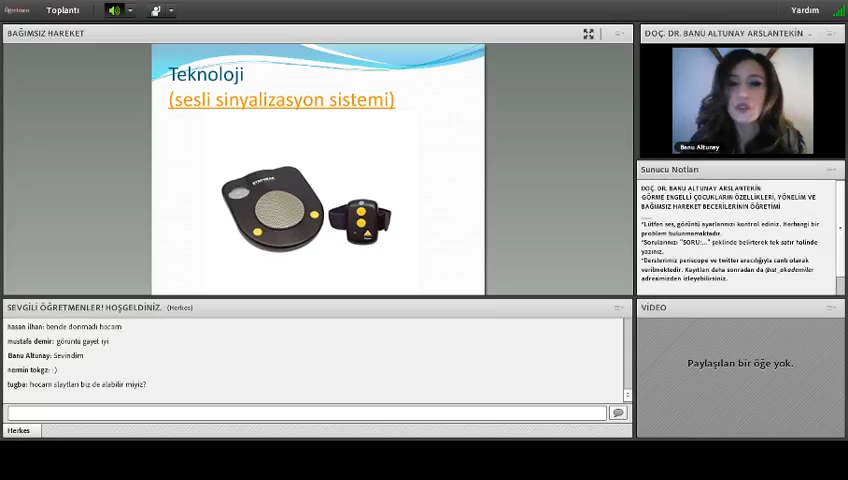 Öğretmen
Toplantı
Yardım
BAĞIMSIZ HAREKET
Teknoloji
(sesli sinyalizasyon sistemi)
DOÇ. DR. BANU ALTUNAY ARSLANTEKİN ..
Banu Altunay
Sunucu Notları
DOÇ. DR. BANU ALTUNAY ARSLANTEKİN
GÖRME ENGELLİ ÇOCUKLARIN ÖZELLİKLERİ, YÖNELİM VE
BAĞIMSIZ HAREKET BECERİLERİNİN ÖĞRETİMİ
*Lütfen ses, görüntü ayarlarınızı kontrol ediniz. Herhangi bir
problem bulunmamaktadır.
*Sorularınızı "SORU:..." şeklinde belirterek tek satır halinde
yazınız.
*Derslerimiz periscope ve twitter aracılığıyla canlı olarak
verilmektedir. Kayıtları daha sonradan da @ist_akademiler
adresimizden izleyebilirsiniz.
SEVGİLİ ÖĞRETMENLER! HOŞGELDİNİZ. (Herkes)
hasan ilhan: bende donmadı hocam
mustafa demir: görüntü gayet iyi
Banu Altunay: Sevindim
nermin tokgz: :)
tugba: hocam slaytları biz de alabilir miyiz?
Herkes
VİDEO
Paylaşılan bir öğe yok.